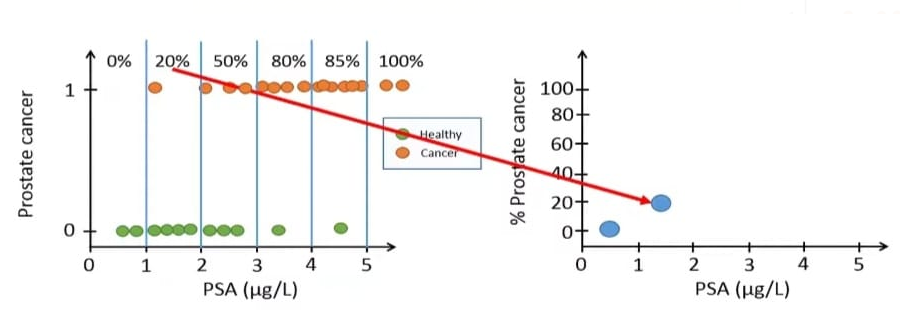 0% 20% 50% 80% 85% 100%
1
0
Prostate cancer
0 1 2 3 4 5
PSA (µg/L)
Healthy
Cancer
% Prostate cancer
100
80
60
40
20
0
0 1 2 3 4 5
PSA (µg/L)